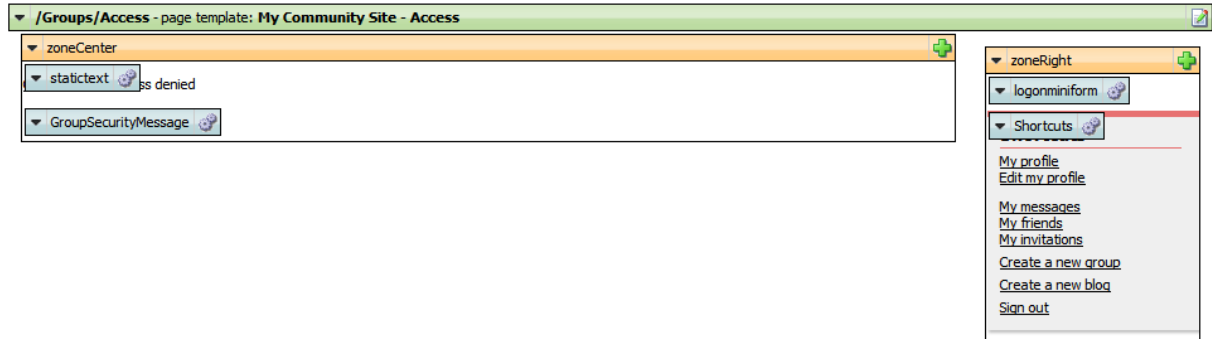 /Groups/Access - page template: My Community Site - Access
zoneCenter
statictext
ss denied
GroupSecurityMessage
zoneRight
logonminiform
Shortcuts
My profile
Edit my profile
My messages
My friends
My invitations
Create a new group
Create a new blog
Sign out